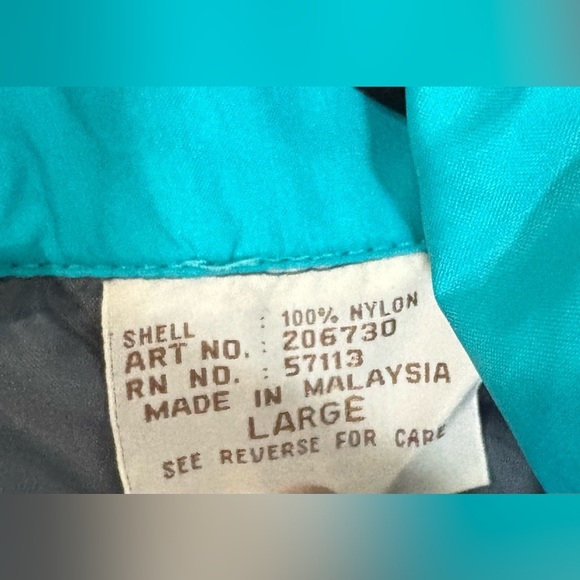 SHELL : 100% NYLON
ART NO. : 206730
RN NO. : 57113
MADE IN MALAYSIA
LARGE
SEE REVERSE FOR CARE